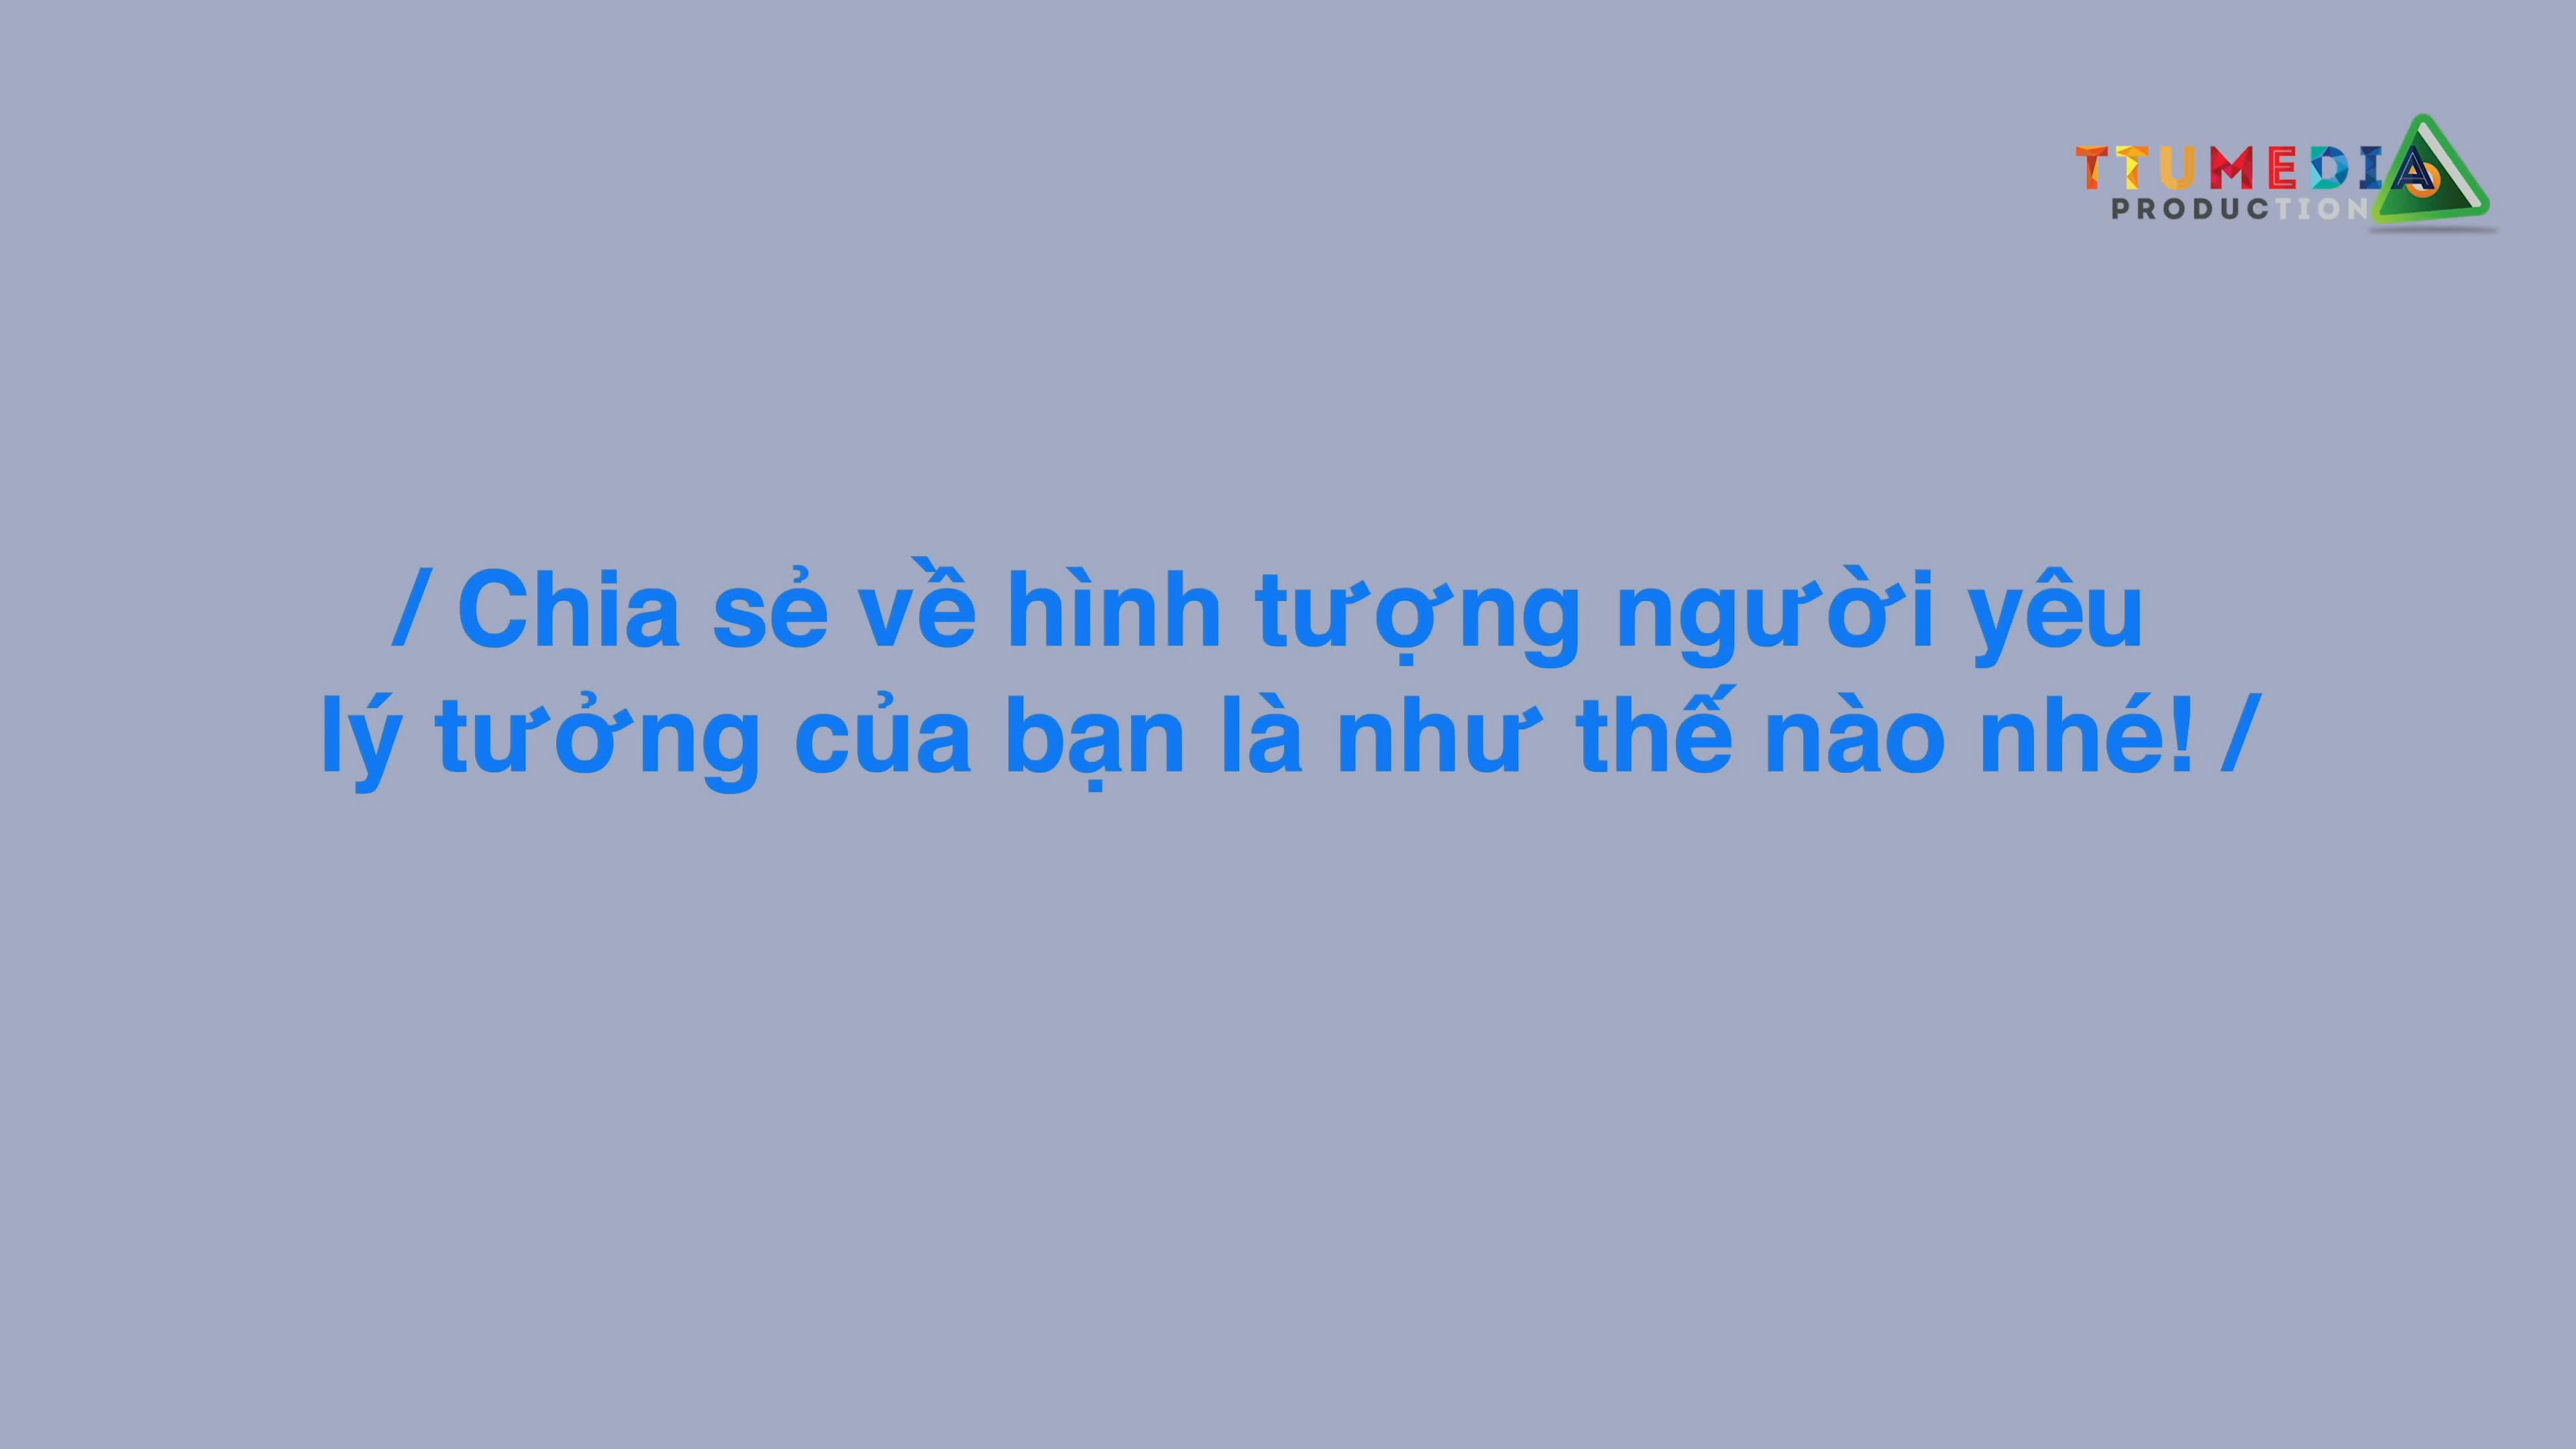 TTUMEDIA
PRODUCTION
/ Chia sẻ về hình tượng người yêu
lý tưởng của bạn là như thế nào nhé! /